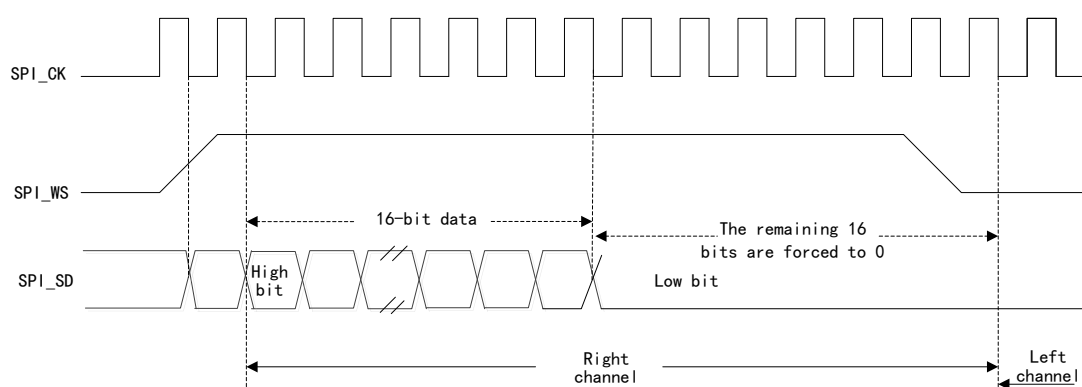 SPI_CK
SPI_WS
16-bit data
The remaining 16
bits are forced to 0
SPI_SD
High
bit
Low bit
Right
channel
Left
channel